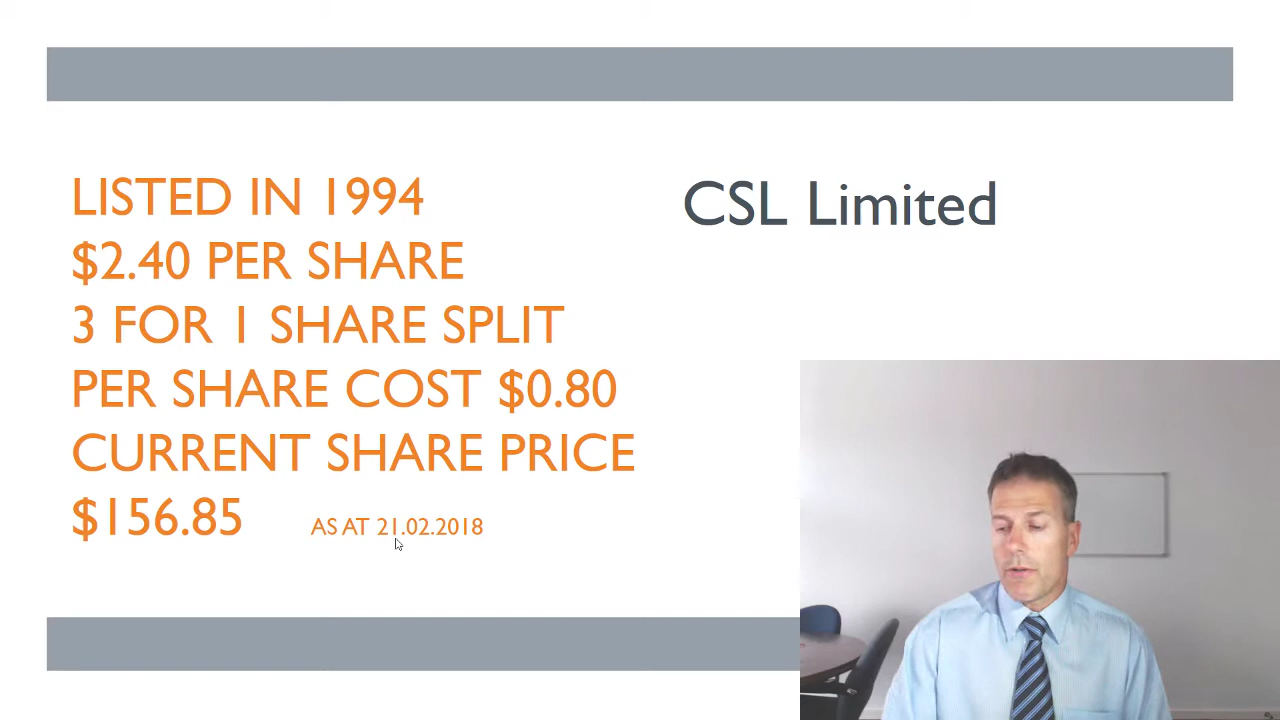 LISTED IN 1994
$2.40 PER SHARE
3 FOR 1 SHARE SPLIT
PER SHARE COST $0.80
CURRENT SHARE PRICE
$156.85 AS AT 21.02.2018
CSL Limited